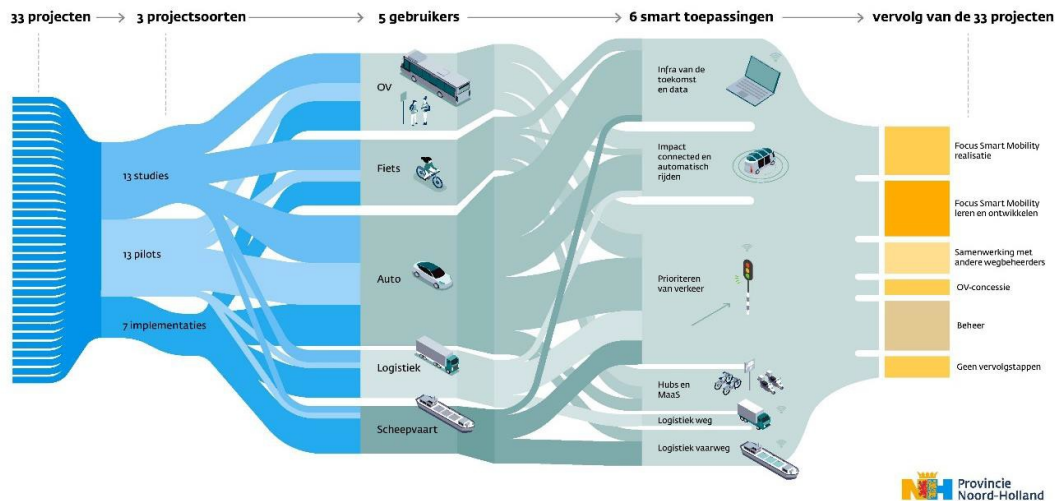 33 projecten
3 projectsoorten
5 gebruikers
6 smart toepassingen
vervolg van de 33 projecten
13 studies
13 pilots
7 implementaties
OV
Fiets
Auto
Logistiek
Scheepvaart
Infra van de
toekomst
en data
Impact
connected en
automatisch
rijden
Prioriteren
van verkeer
Hubs en
MaaS
Logistiek weg
Logistiek vaarweg
Focus Smart Mobility
realisatie
Focus Smart Mobility
leren en ontwikkelen
Samenwerking met
andere wegbeheerders
OV-concessie
Beheer
Geen vervolgstappen
Provincie
Noord-Holland